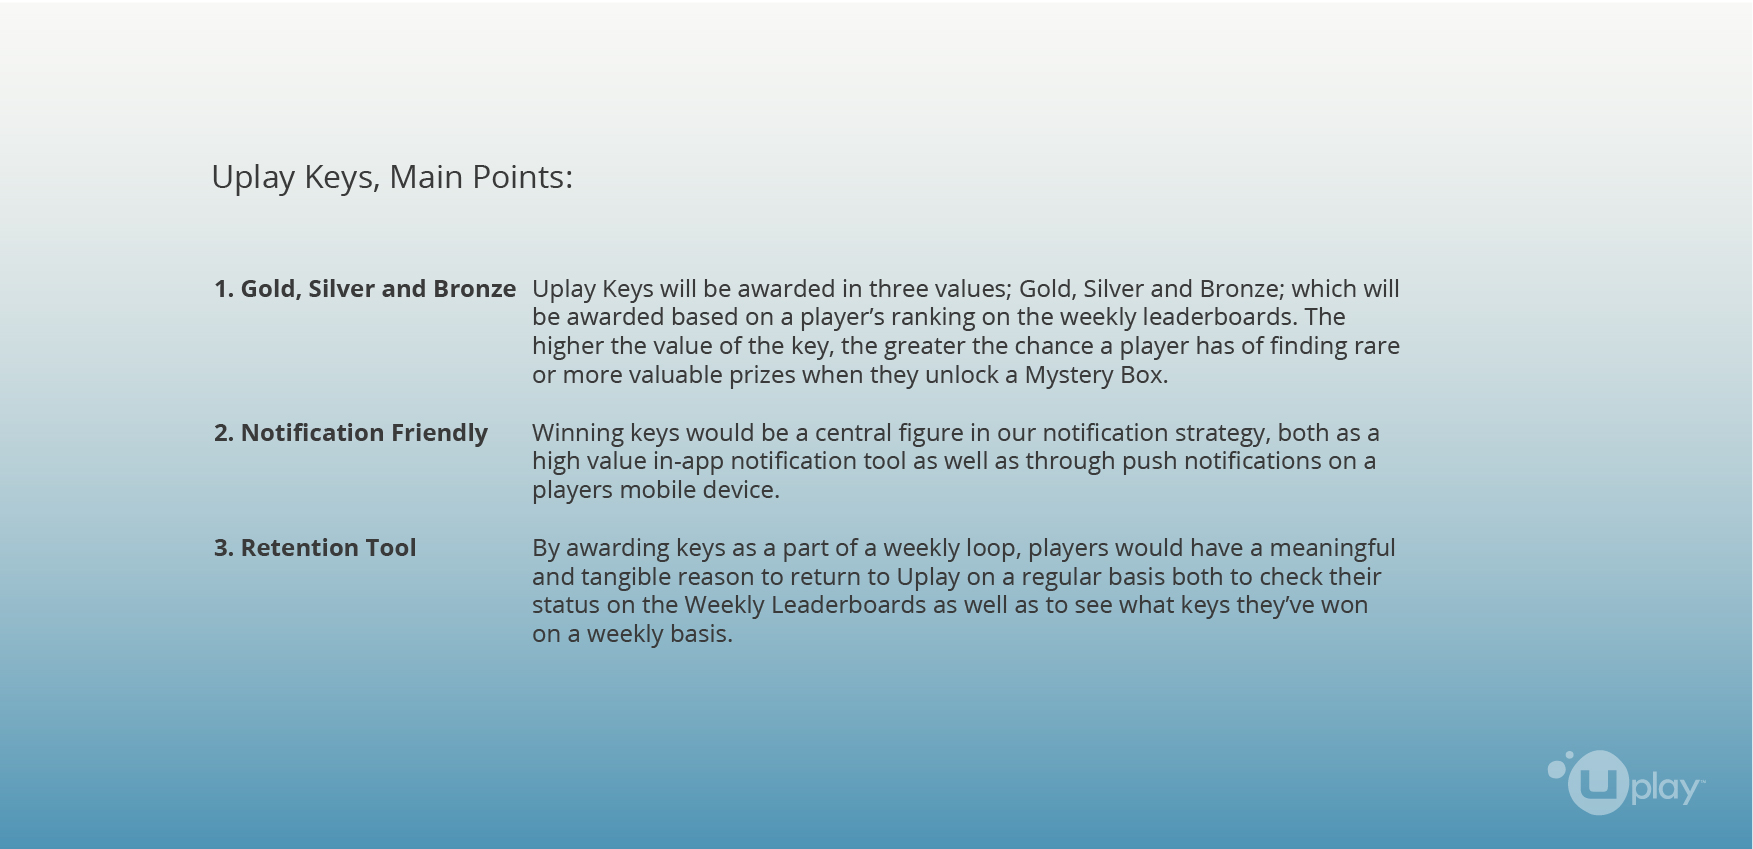 Uplay Keys, Main Points:
1. Gold, Silver and Bronze
Uplay Keys will be awarded in three values; Gold, Silver and Bronze; which will
be awarded based on a player’s ranking on the weekly leaderboards. The
higher the value of the key, the greater the chance a player has of finding rare
or more valuable prizes when they unlock a Mystery Box.
2. Notification Friendly
Winning keys would be a central figure in our notification strategy, both as a
high value in-app notification tool as well as through push notifications on a
players mobile device.
3. Retention Tool
By awarding keys as a part of a weekly loop, players would have a meaningful
and tangible reason to return to Uplay on a regular basis both to check their
status on the Weekly Leaderboards as well as to see what keys they’ve won
on a weekly basis.
Uplay™